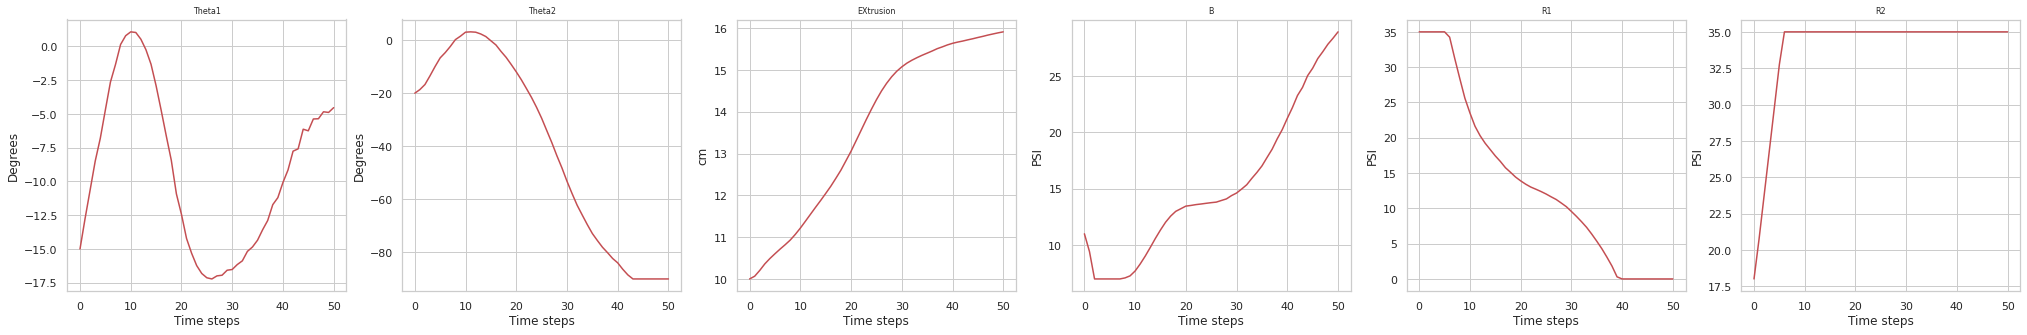 Theta1
Degrees
0.0
−2.5
−5.0
−7.5
−10.0
−12.5
−15.0
−17.5
0 10 20 30 40 50
Time steps
Theta2
Degrees
0
−20
−40
−60
−80
0 10 20 30 40 50
Time steps
EXtrusion
cm
16
15
14
13
12
11
10
0 10 20 30 40 50
Time steps
B
PSI
25
20
15
10
0 10 20 30 40 50
Time steps
R1
PSI
35
30
25
20
15
10
5
0
0 10 20 30 40 50
Time steps
R2
PSI
35.0
32.5
30.0
27.5
25.0
22.5
20.0
17.5
0 10 20 30 40 50
Time steps